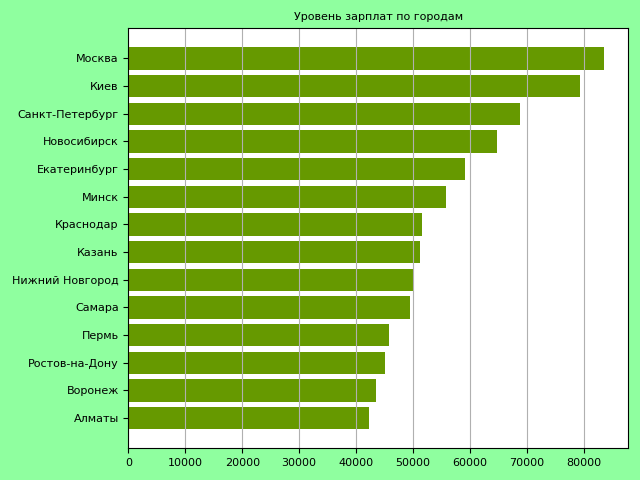 Уровень зарплат по городам
Москва
Киев
Санкт-Петербург
Новосибирск
Екатеринбург
Минск
Краснодар
Казань
Нижний Новгород
Самара
Пермь
Ростов-на-Дону
Воронеж
Алматы
0 10000 20000 30000 40000 50000 60000 70000 80000